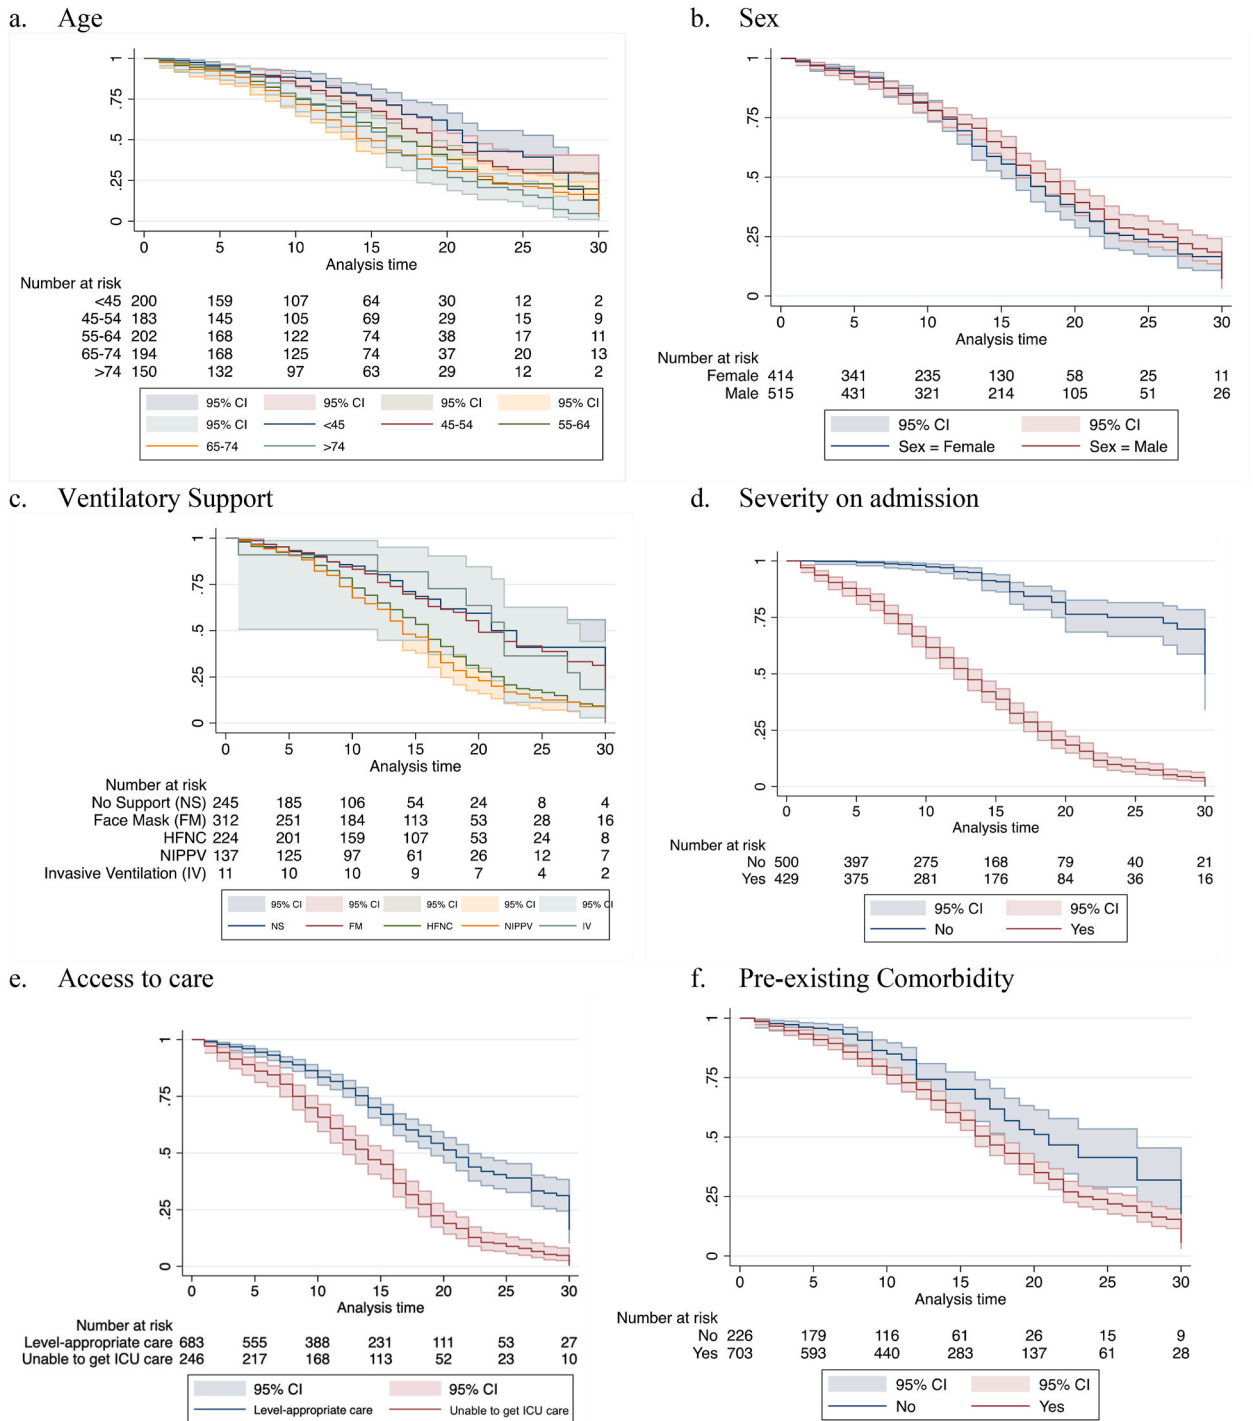 a. Age
1
.75
.5
.25
0
0 5 10 15 20 25 30
Analysis time
Number at risk
<45 200 159 107 64 30 12 2
45-54 183 145 105 69 29 15 9
55-64 202 168 122 74 38 17 11
65-74 194 168 125 74 37 20 13
>74 150 132 97 63 29 12 2
95% CI 95% CI 95% CI 95% CI
95% CI <45 45-54 55-64
65-74 >74
b. Sex
1
.75
.5
.25
0
0 5 10 15 20 25 30
Analysis time
Number at risk
Female 414 341 235 130 58 25 11
Male 515 431 321 214 105 51 26
95% CI 95% CI
Sex = Female Sex = Male
c. Ventilatory Support
1
.75
.5
.25
0
0 5 10 15 20 25 30
Analysis time
Number at risk
No Support (NS) 245 185 106 54 24 8 4
Face Mask (FM) 312 251 184 113 53 28 16
HFNC 224 201 159 107 53 24 8
NIPPV 137 125 97 61 26 12 7
Invasive Ventilation (IV) 11 10 10 9 7 4 2
95% CI 95% CI 95% CI 95% CI 95% CI
NS FM HFNC NIPPV IV
d. Severity on admission
1
.75
.5
.25
0
0 5 10 15 20 25 30
Analysis time
Number at risk
No 500 397 275 168 79 40 21
Yes 429 375 281 176 84 36 16
95% CI 95% CI
No Yes
e. Access to care
1
.75
.5
.25
0
0 5 10 15 20 25 30
Analysis time
Number at risk
Level-appropriate care 683 555 388 231 111 53 27
Unable to get ICU care 246 217 168 113 52 23 10
95% CI 95% CI
Level-appropriate care Unable to get ICU care
f. Pre-existing Comorbidity
1
.75
.5
.25
0
0 5 10 15 20 25 30
Analysis time
Number at risk
No 226 179 116 61 26 15 9
Yes 703 593 440 283 137 61 28
95% CI 95% CI
No Yes